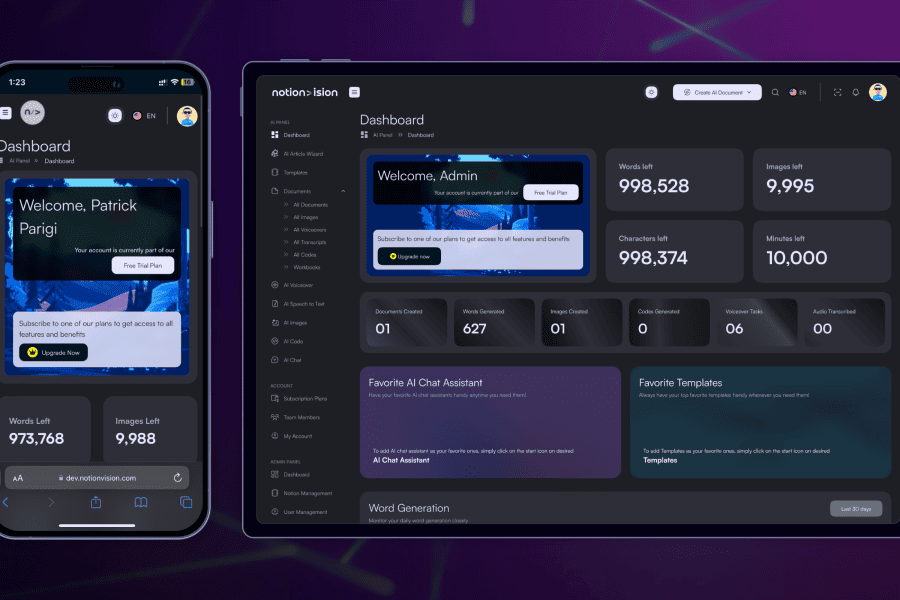 1:23
n/>
EN
Dashboard
AI Panel » Dashboard
Welcome, Patrick
Parigi
Your account is currently part of our
Free Trial Plan
Subscribe to one of our plans to get access to all
features and benefits
Upgrade Now
Words Left
973,768
Images Left
9,988
AA
dev.notionvision.com
notion>ision
Create AI Document
EN
AI PANEL
Dashboard
AI Article Wizard
Templates
Documents
All Documents
All Images
All Voiceovers
All Transcripts
All Codes
Workbooks
AI Voiceover
AI Speech to Text
AI Images
AI Code
AI Chat
ACCOUNT
Subscription Plans
Team Members
My Account
ADMIN PANEL
Dashboard
Notion Management
User Management
Dashboard
AI Panel » Dashboard
Welcome, Admin
Your account is currently part of our
Free Trial Plan
Subscribe to one of our plans to get access to all features and benefits
Upgrade now
Words left
998,528
Images left
9,995
Characters left
998,374
Minutes left
10,000
Documents Created
01
Words Generated
627
Images Created
01
Codes Generated
0
Voiceover Tasks
06
Audio Transcribed
00
Favorite AI Chat Assistant
Have your favorite AI chat assistants handy anytime you need them!
To add AI chat assistant as your favorite ones, simply click on the start icon on desired
AI Chat Assistant
Favorite Templates
Always have your top favorite templates handy whenever you need them!
To add Templates as your favorite ones, simply click on the start icon on desired
Templates
Word Generation
Monitor your daily word generation closely
Last 30 days